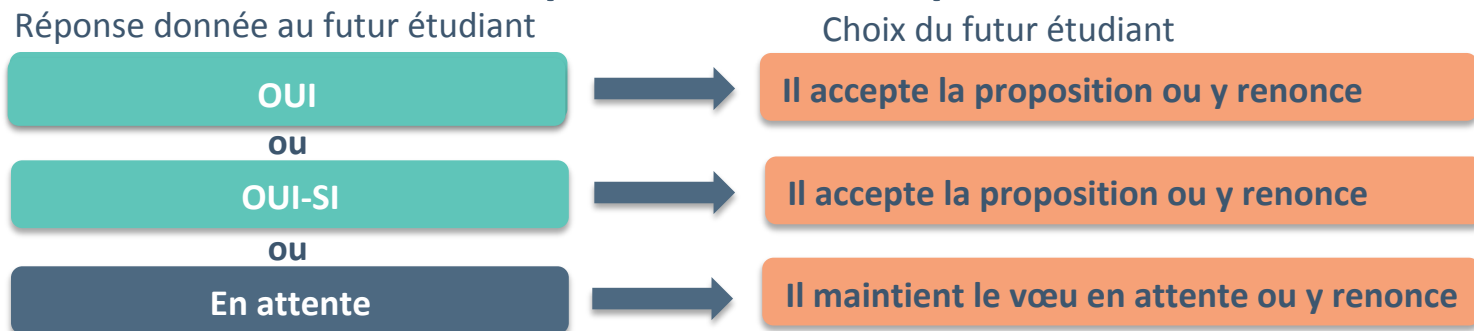 Réponse donnée au futur étudiant Choix du futur étudiant
OUI Il accepte la proposition ou y renonce
ou
OUI-SI Il accepte la proposition ou y renonce
ou
En attente Il maintient le vœu en attente ou y renonce